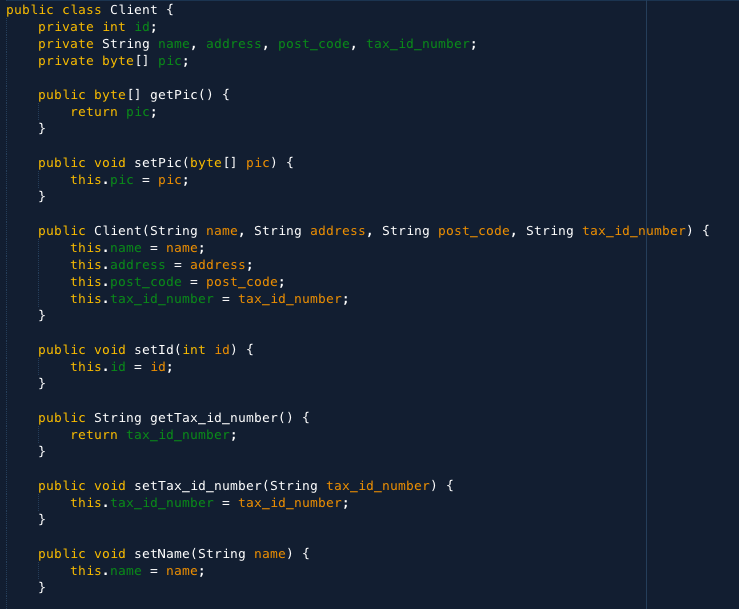 public class Client {
    private int id;
    private String name, address, post_code, tax_id_number;
    private byte[] pic;

    public byte[] getPic() {
        return pic;
    }

    public void setPic(byte[] pic) {
        this.pic = pic;
    }

    public Client(String name, String address, String post_code, String tax_id_number) {
        this.name = name;
        this.address = address;
        this.post_code = post_code;
        this.tax_id_number = tax_id_number;
    }

    public void setId(int id) {
        this.id = id;
    }

    public String getTax_id_number() {
        return tax_id_number;
    }

    public void setTax_id_number(String tax_id_number) {
        this.tax_id_number = tax_id_number;
    }

    public void setName(String name) {
        this.name = name;
    }